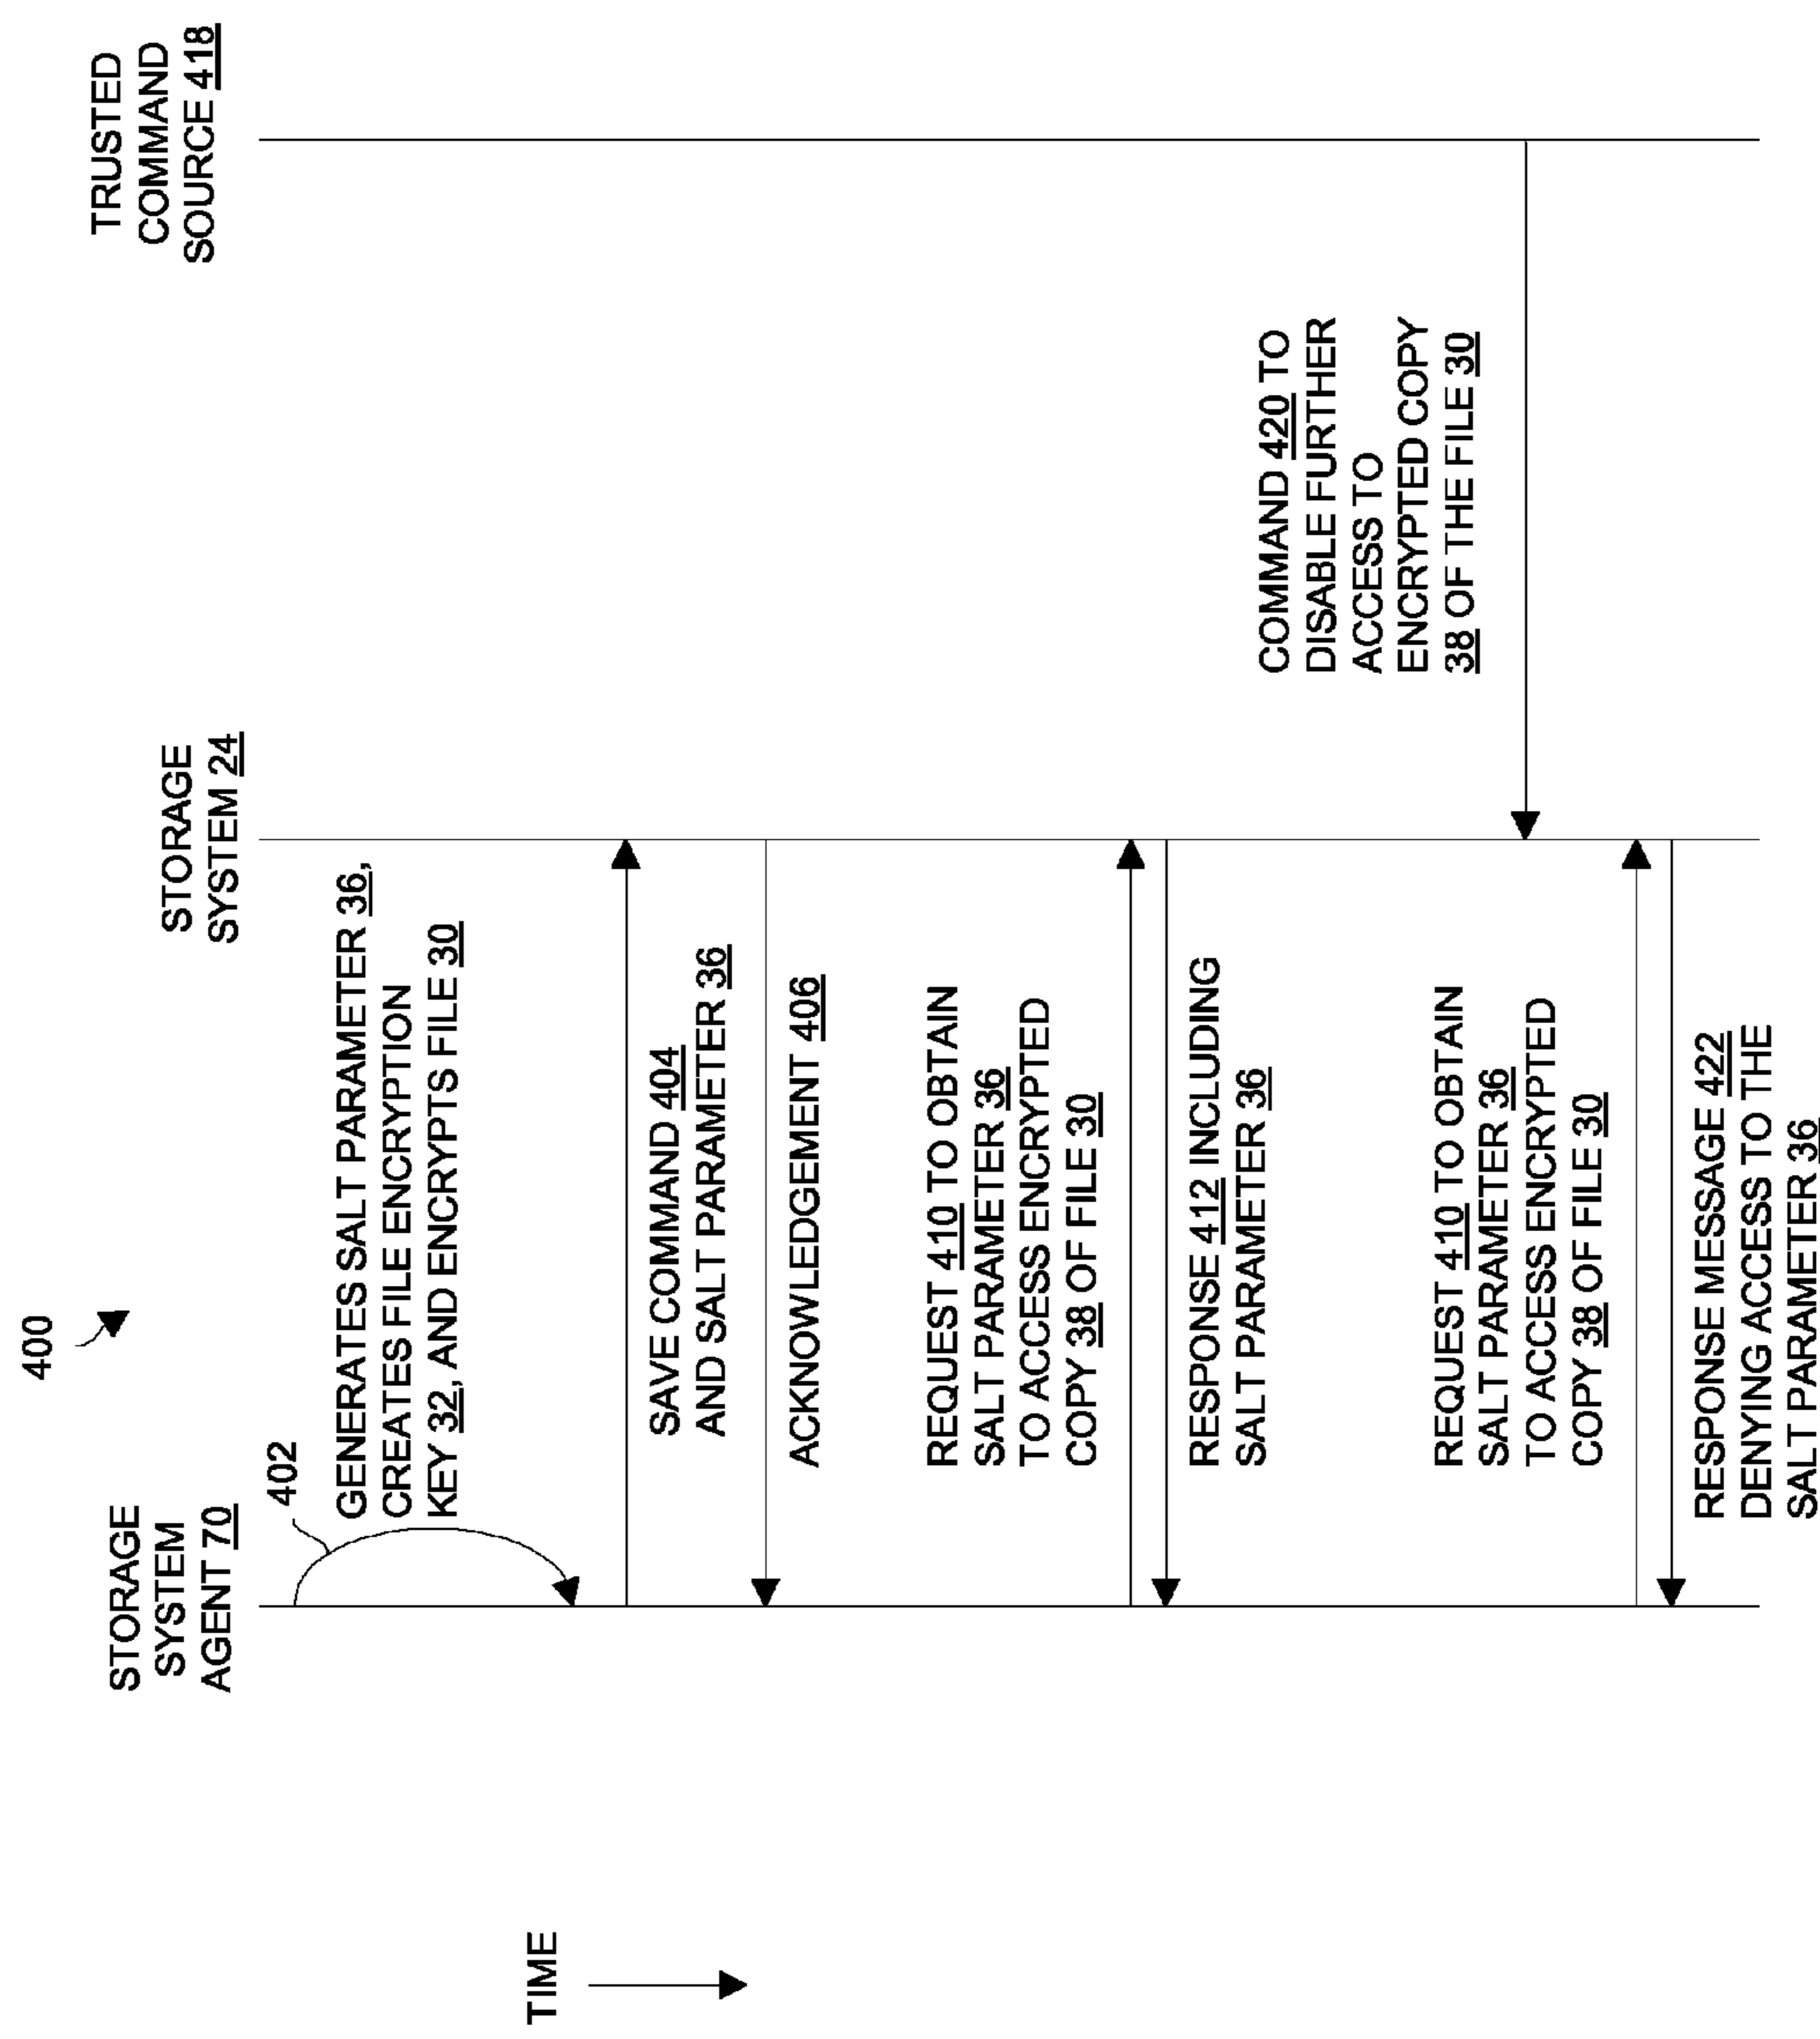 400
TIME
STORAGE
SYSTEM
AGENT 70
STORAGE
SYSTEM 24
TRUSTED
COMMAND
SOURCE 418
402
GENERATES SALT PARAMETER 36,
CREATES FILE ENCRYPTION
KEY 32, AND ENCRYPTS FILE 30
SAVE COMMAND 404
AND SALT PARAMETER 36
ACKNOWLEDGEMENT 406
REQUEST 410 TO OBTAIN
SALT PARAMETER 36
TO ACCESS ENCRYPTED
COPY 38 OF FILE 30
RESPONSE 412 INCLUDING
SALT PARAMETER 36
COMMAND 420 TO
DISABLE FURTHER
ACCESS TO
ENCRYPTED COPY
38 OF THE FILE 30
REQUEST 410 TO OBTAIN
SALT PARAMETER 36
TO ACCESS ENCRYPTED
COPY 38 OF FILE 30
RESPONSE MESSAGE 422
DENYING ACCESS TO THE
SALT PARAMETER 36